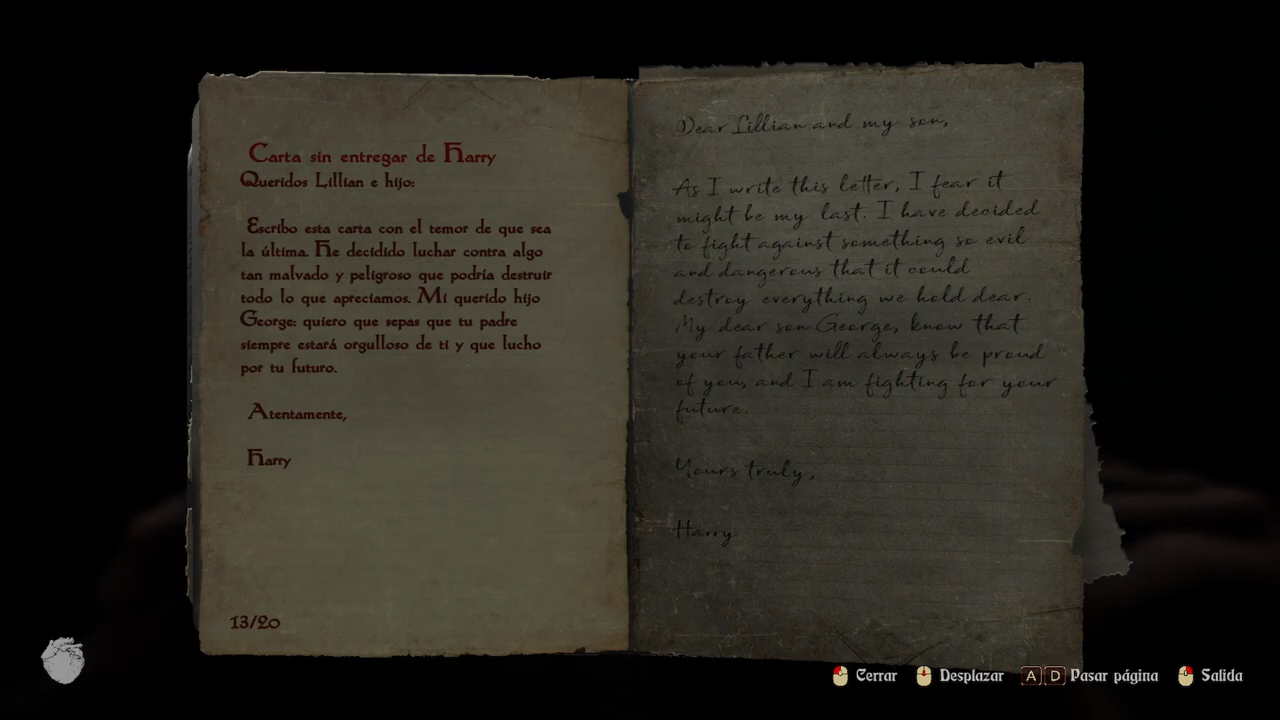 Carta sin entregar de Harry
Queridos Lillian e hijo:
Escribo esta carta con el temor de que sea
la última. He decidido luchar contra algo
tan malvado y peligroso que podría destruir
todo lo que apreciamos. Mi querido hijo
George: quiero que sepas que tu padre
siempre estará orgulloso de ti y que lucho
por tu futuro.
Atentamente,
Harry
13/20
Dear Lillian and my son,
As I write this letter, I fear it
might be my last. I have decided
to fight against something so evil
and dangerous that it could
destroy everything we hold dear.
My dear son George, know that
your father will always be proud
of you, and I am fighting for your
future.
Yours truly,
Harry
Cerrar
Desplazar
A D Pasar página
Salida